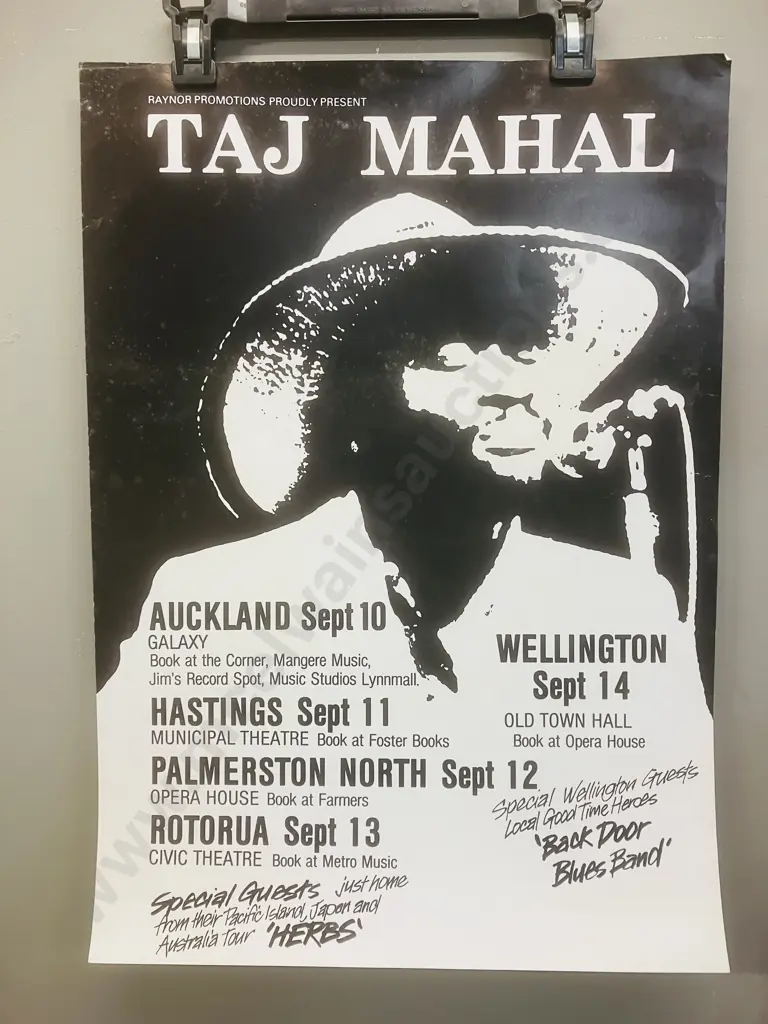 RAYNOR PROMOTIONS PROUDLY PRESENT
TAJ MAHAL
AUCKLAND Sept 10
GALAXY
Book at the Corner, Mangere Music,
Jim's Record Spot, Music Studios Lynnmall.
HASTINGS Sept 11
MUNICIPAL THEATRE Book at Foster Books
PALMERSTON NORTH Sept 12
OPERA HOUSE Book at Farmers
ROTORUA Sept 13
CIVIC THEATRE Book at Metro Music
Special Guests just home
from their Pacific Island, Japan and
Australia Tour 'HERBS'
WELLINGTON
Sept 14
OLD TOWN HALL
Book at Opera House
Special Wellington Guests
Local Good Time Heroes
'Back Door
Blues Band'